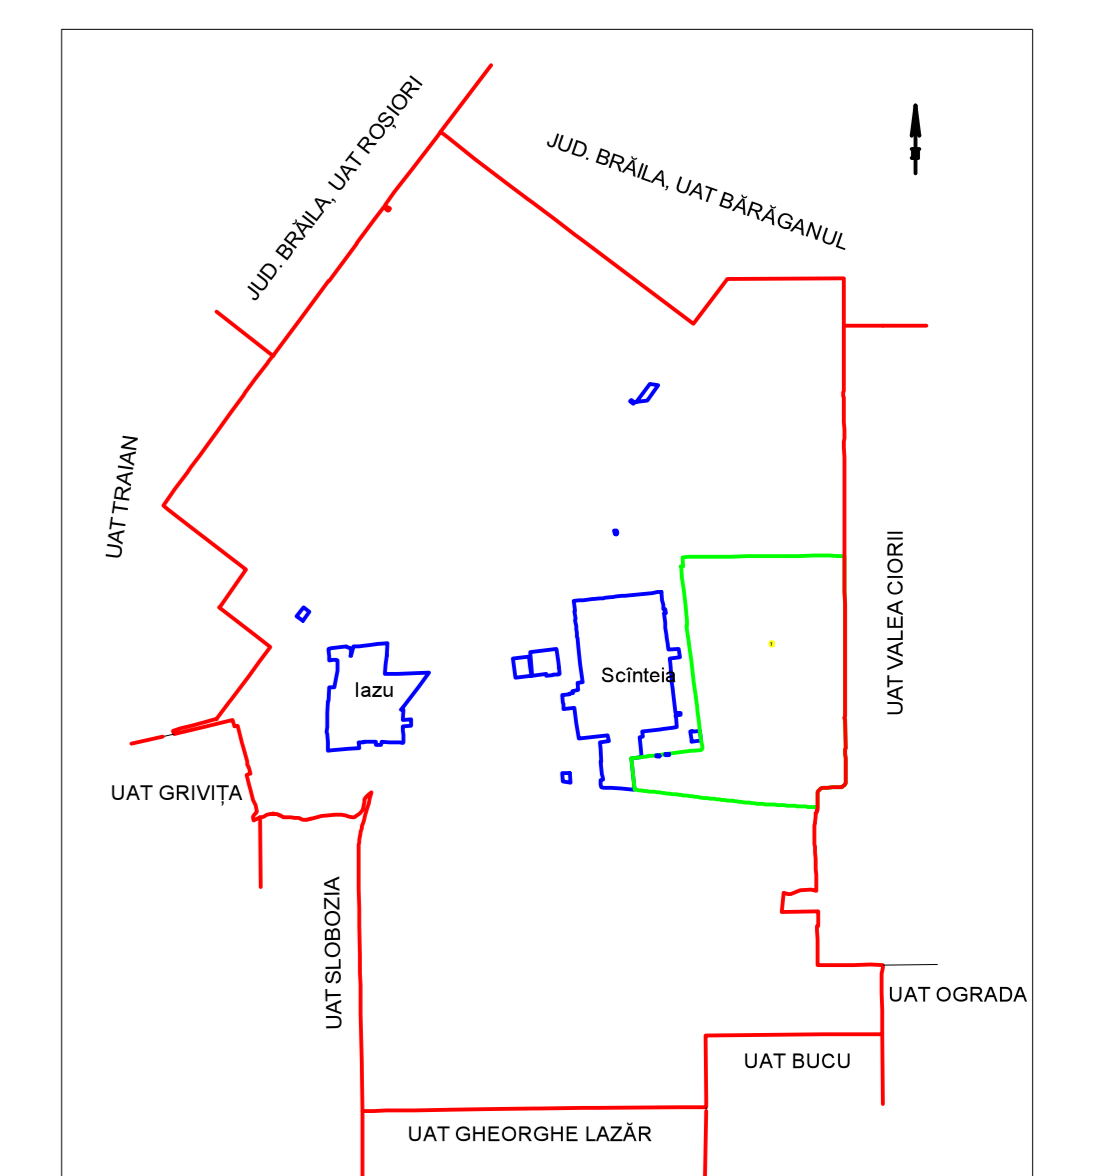 JUD. BRĂILA, UAT ROȘIORI
JUD. BRĂILA, UAT BĂRĂGANUL
UAT TRAIAN
UAT VALEA CIORII
Scînteia
Iazu
1
UAT GRIVIȚA
UAT SLOBOZIA
UAT OGRADA
UAT BUCU
UAT GHEORGHE LAZĂR